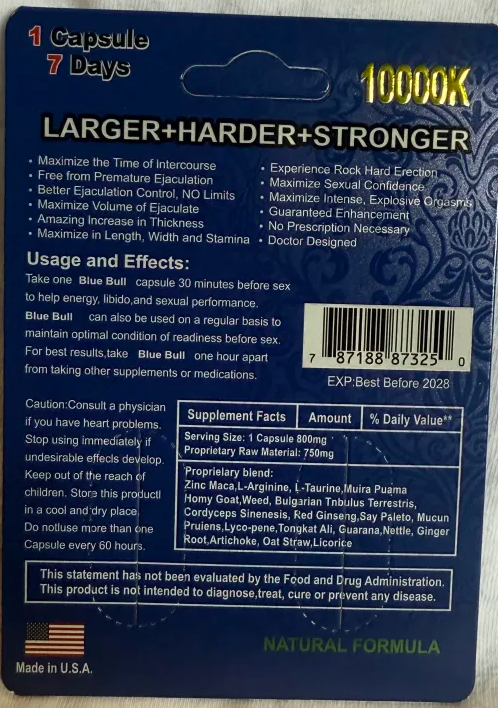 1 Capsule
7 Days
10000K
LARGER+HARDER+STRONGER
• Maximize the Time of Intercourse
• Free from Premature Ejaculation
• Better Ejaculation Control, NO Limits
• Maximize Volume of Ejaculate
• Amazing Increase in Thickness
• Maximize in Length, Width and Stamina
• Experience Rock Hard Erection
• Maximize Sexual Confidence
• Maximize Intense, Explosive Orgasms
• Guaranteed Enhancement
• No Prescription Necessary
• Doctor Designed
Usage and Effects:
Take one Blue Bull capsule 30 minutes before sex
to help energy, libido,and sexual performance.
Blue Bull can also be used on a regular basis to
maintain optimal condition of readiness before sex.
For best results,take Blue Bull one hour apart
from taking other supplements or medications.
7 87188 87325 0
EXP:Best Before 2028
Caution:Consult a physician
if you have heart problems.
Stop using immediately if
undesirable effects develop.
Keep out of the reach of
children. Store this productl
in a cool and dry place.
Do notluse more than one
Capsule every 60 hours.
Supplement Facts Amount % Daily Value**
Serving Size: 1 Capsule 800mg
Proprietary Raw Material: 750mg
Proprielary blend:
Zinc Maca,L-Arginine, L-Taurine,Muira Puama
Homy Goat,Weed, Bulgarian Tnbulus Terrestris,
Cordyceps Sinenesis, Red Ginseng,Say Paleto, Mucun
Pruiens,Lyco-pene,Tongkat Ali, Guarana,Nettle, Ginger
Root,Artichoke, Oat Straw,Licorice
This statement has not been evaluated by the Food and Drug Administration.
This product is not intended to diagnose,treat, cure or prevent any disease.
Made in U.S.A.
NATURAL FORMULA